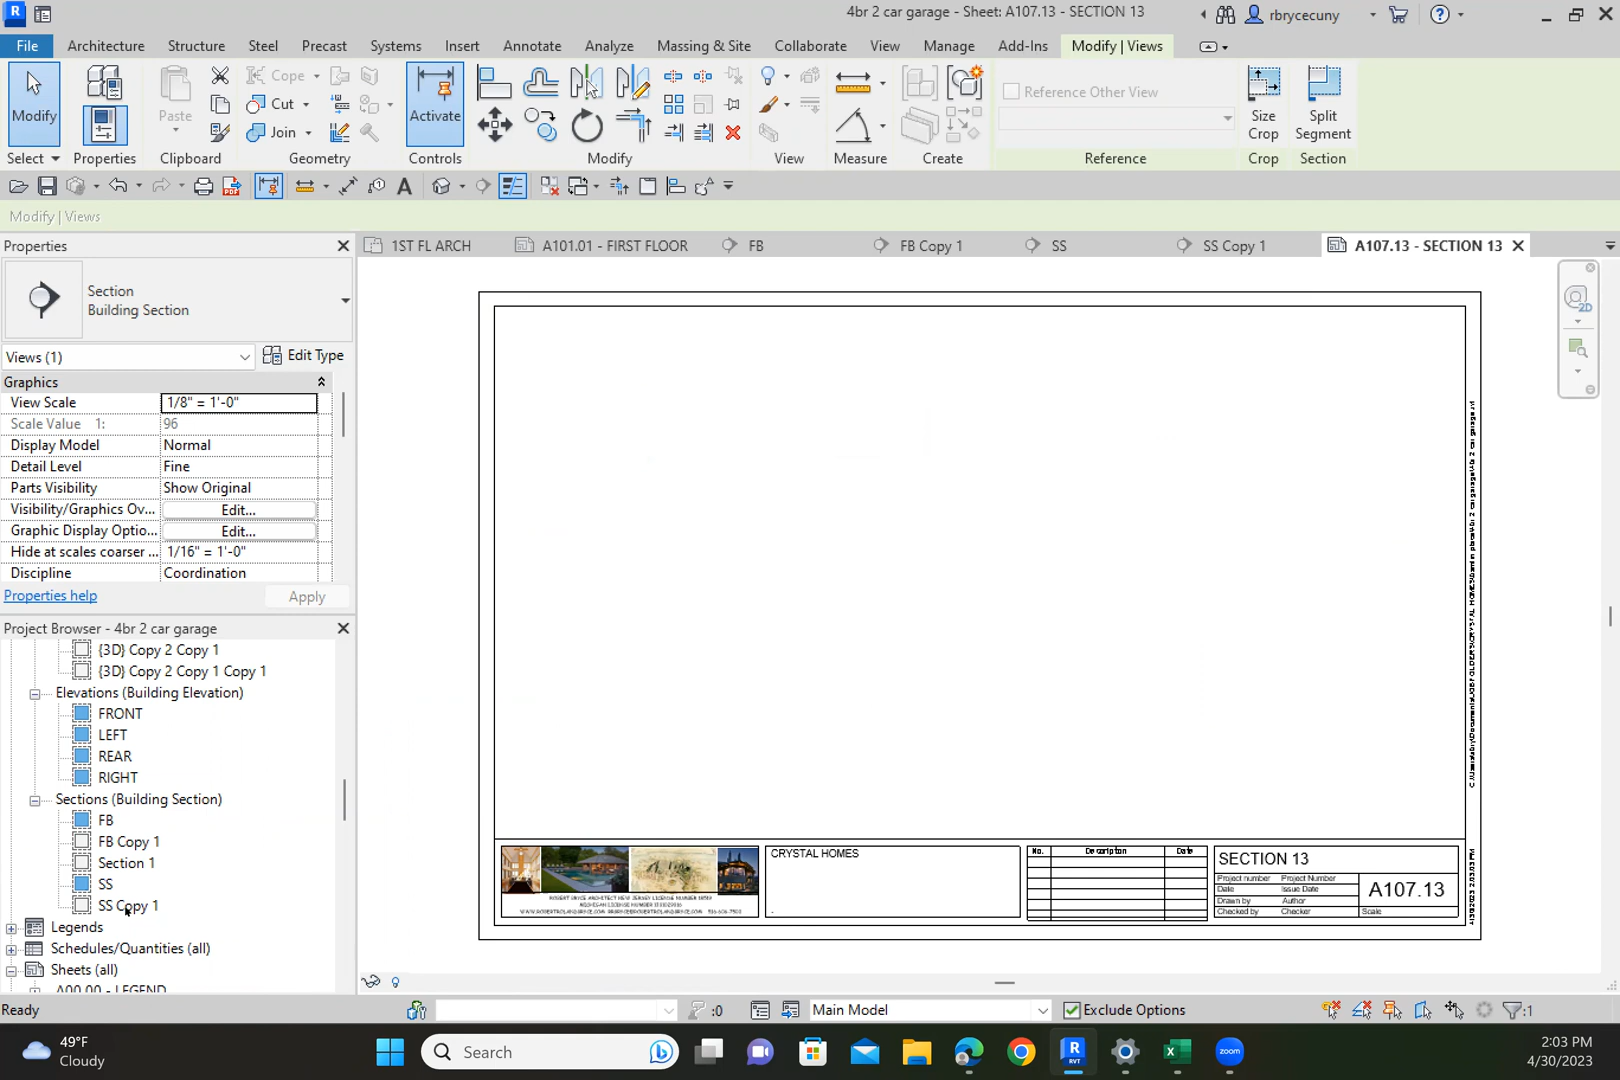 4br 2 car garage - Sheet: A107.13 - SECTION 13
rbrycecuny
File
Architecture
Structure
Steel
Precast
Systems
Insert
Annotate
Analyze
Massing & Site
Collaborate
View
Manage
Add-Ins
Modify | Views
Modify
Paste
Cope
Cut
Join
Activate
Reference Other View
Size Crop
Split Segment
Select
Properties
Clipboard
Geometry
Controls
Modify
View
Measure
Create
Reference
Crop
Section
Modify | Views
Properties
1ST FL ARCH
A101.01 - FIRST FLOOR
FB
FB Copy 1
SS
SS Copy 1
A107.13 - SECTION 13
Section
Building Section
Views (1)
Edit Type
Graphics
View Scale 1/8" = 1'-0"
Scale Value 1: 96
Display Model Normal
Detail Level Fine
Parts Visibility Show Original
Visibility/Graphics Ov... Edit...
Graphic Display Optio... Edit...
Hide at scales coarser ... 1/16" = 1'-0"
Discipline Coordination
Properties help
Apply
Project Browser - 4br 2 car garage
{3D} Copy 2 Copy 1
{3D} Copy 2 Copy 1 Copy 1
Elevations (Building Elevation)
FRONT
LEFT
REAR
RIGHT
Sections (Building Section)
FB
FB Copy 1
Section 1
SS
SS Copy 1
Legends
Schedules/Quantities (all)
Sheets (all)
A00.00 - LEGEND
CRYSTAL HOMES
No. Description Date
SECTION 13
Project number Project Number
Date Issue Date
Drawn by Author
Checked by Checker
A107.13
Scale
2D
Ready
:0
Main Model
Exclude Options
:1
49°F
Cloudy
Search
RVT
zoom
2:03 PM
4/30/2023